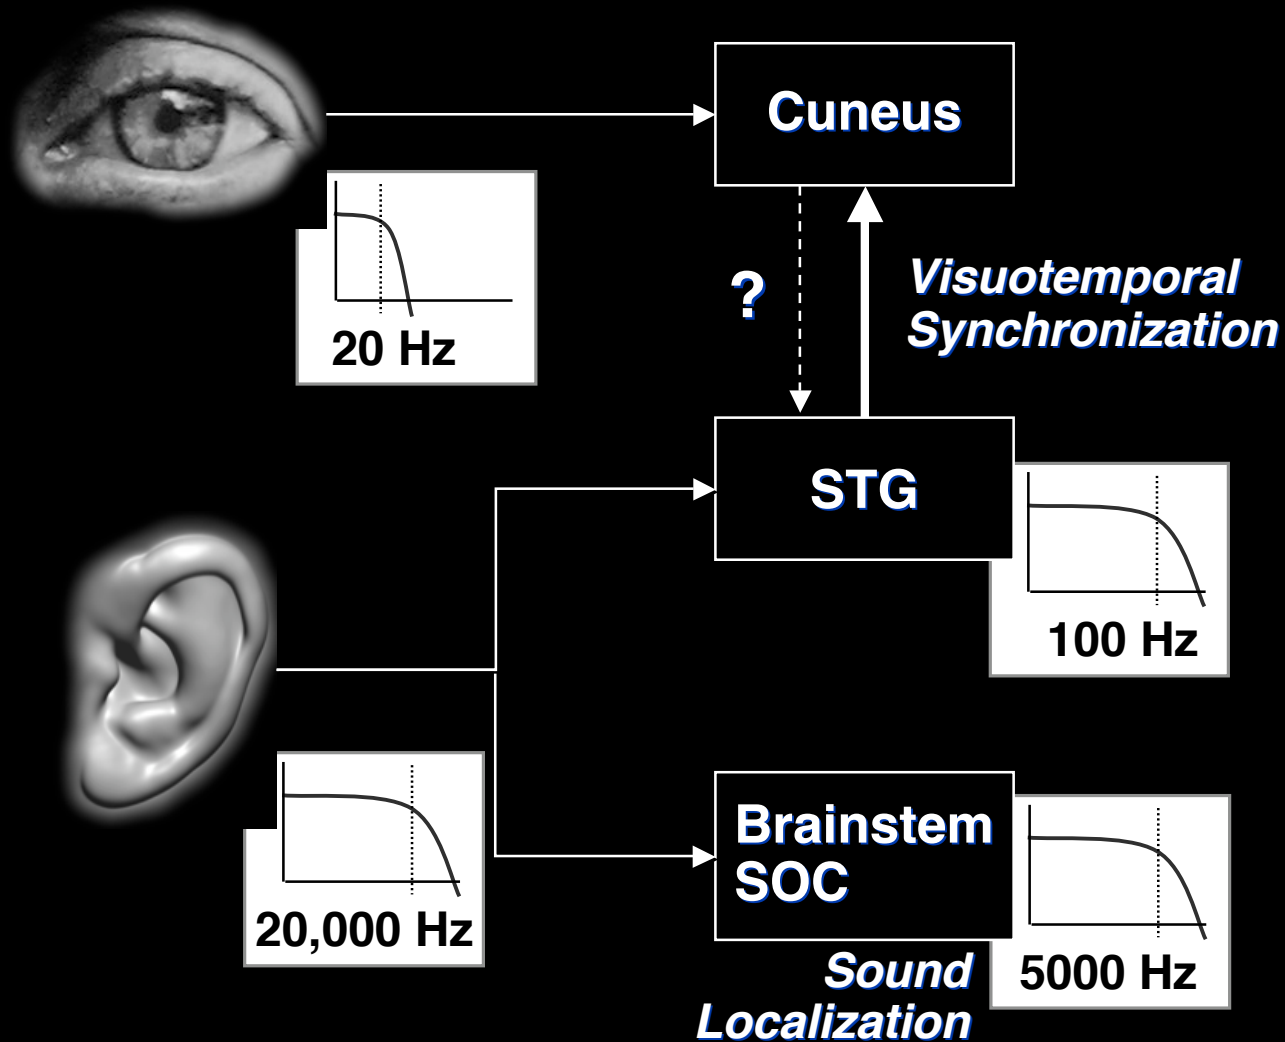 Cuneus
20 Hz
?
Visuotemporal
Synchronization
STG
100 Hz
20,000 Hz
Brainstem
SOC
5000 Hz
Sound
Localization